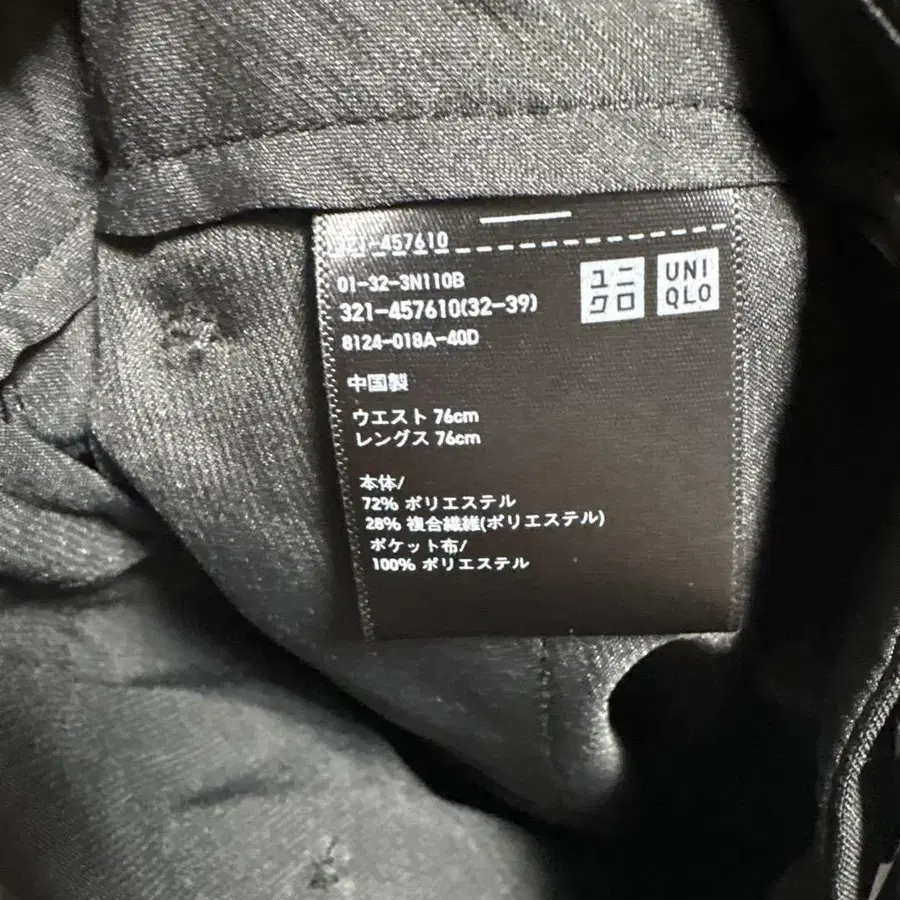 321-457610
01-32-3N110B
321-457610(32-39)
8124-018A-40D
ユニ
クロ
UNI
QLO
中国製
ウエスト 76cm
レングス 76cm
本体/
72% ポリエステル
28% 複合繊維(ポリエステル)
ポケット布/
100% ポリエステル